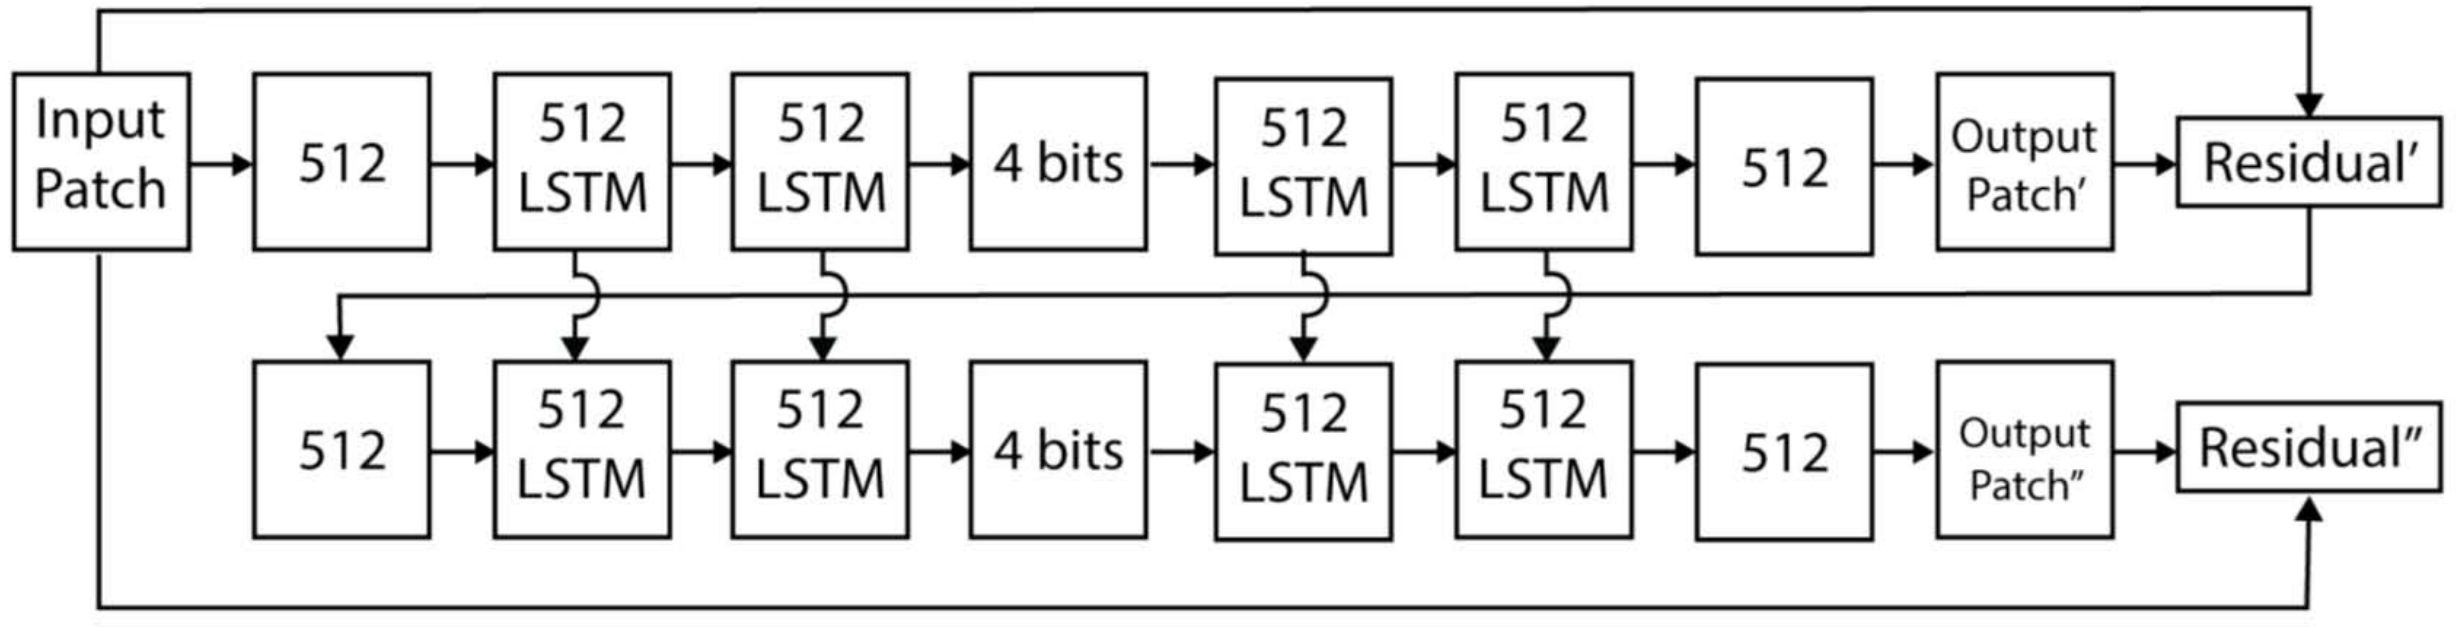 Input
Patch
512
512
LSTM
512
LSTM
4 bits
512
LSTM
512
LSTM
512
Output
Patch’
Residual’
512
512
LSTM
512
LSTM
4 bits
512
LSTM
512
LSTM
512
Output
Patch”
Residual”